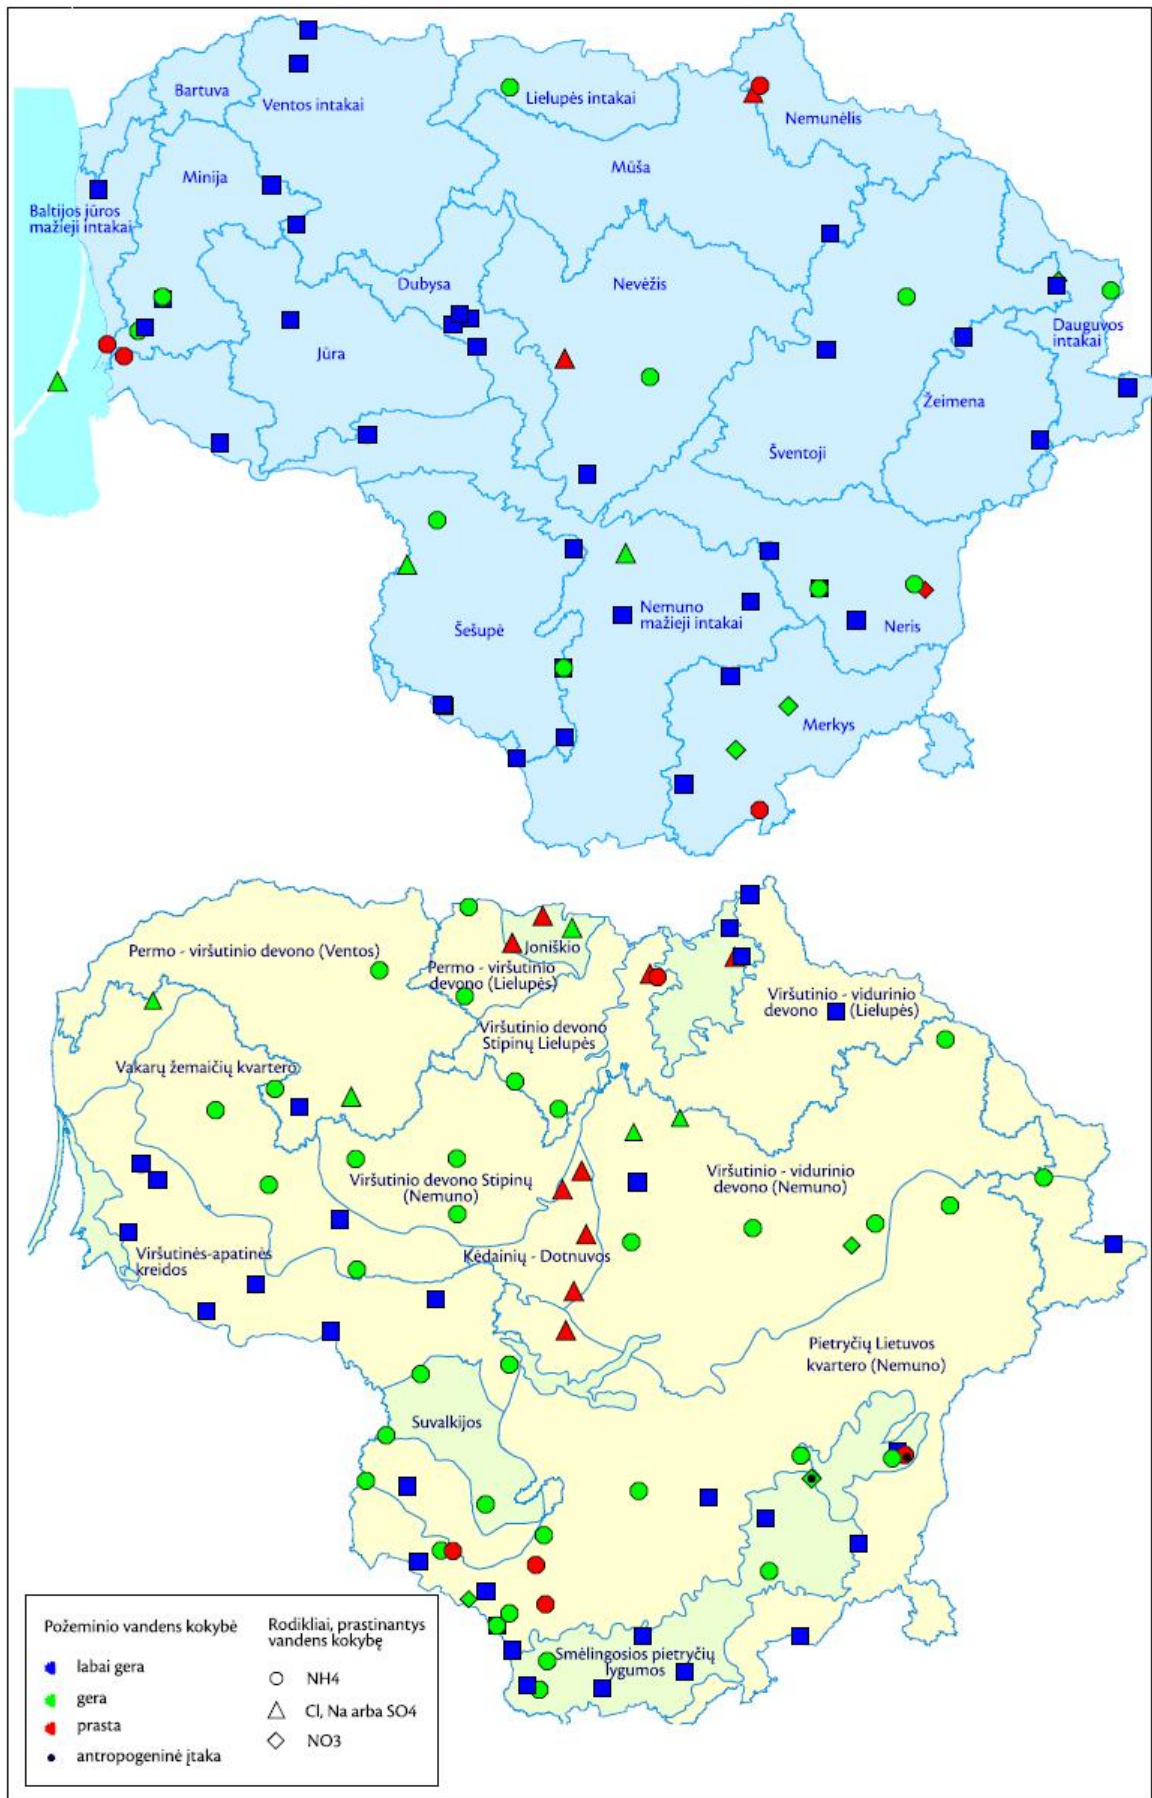 Bartuva
Ventos intakai
Lielupės intakai
Nemunėlis
Minija
Mūša
Baltijos jūros
mažieji intakai
Dubysa
Nevėžis
Dauguvos
intakai
Jūra
Žeimena
Šventoji
Nemuno
mažieji intakai
Šešupė
Neris
Merkys
Joniškio
Permo - viršutinio devono (Ventos)
Permo - viršutinio
devono (Lielupės)
Viršutinio - vidurinio
devono (Lielupės)
Viršutinio devono
Stipinų Lielupės
Vakarų žemaičių kvartero
Viršutinio devono Stipinų
(Nemuno)
Viršutinio - vidurinio
devono (Nemuno)
Viršutinės-apatinės
kreidos
Kėdainių - Dotnuvos
Pietryčių Lietuvos
kvartero (Nemuno)
Suvalkijos
Smėlingosios pietryčių
lygumos
Požeminio vandens kokybė
labai gera
gera
prasta
antropogeninė įtaka
Rodikliai, prastinantys
vandens kokybę
NH4
Cl, Na arba SO4
NO3